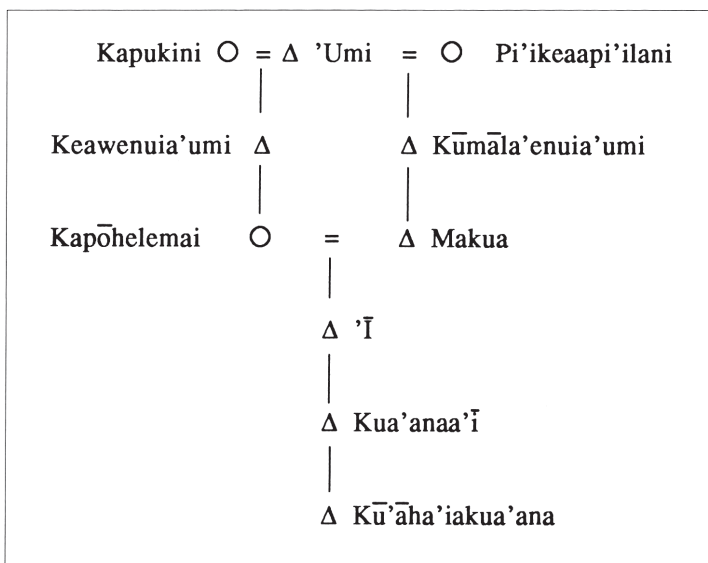 Kapukini O = Δ 'Umi = O Pi'ikeaapi'ilani
Keawenuia'umi Δ Δ Kūmāla'enuia'umi
Kapōhelemai O = Δ Makua
Δ 'Ī
Δ Kua'anaa'ī
Δ Kū'āha'iakua'ana